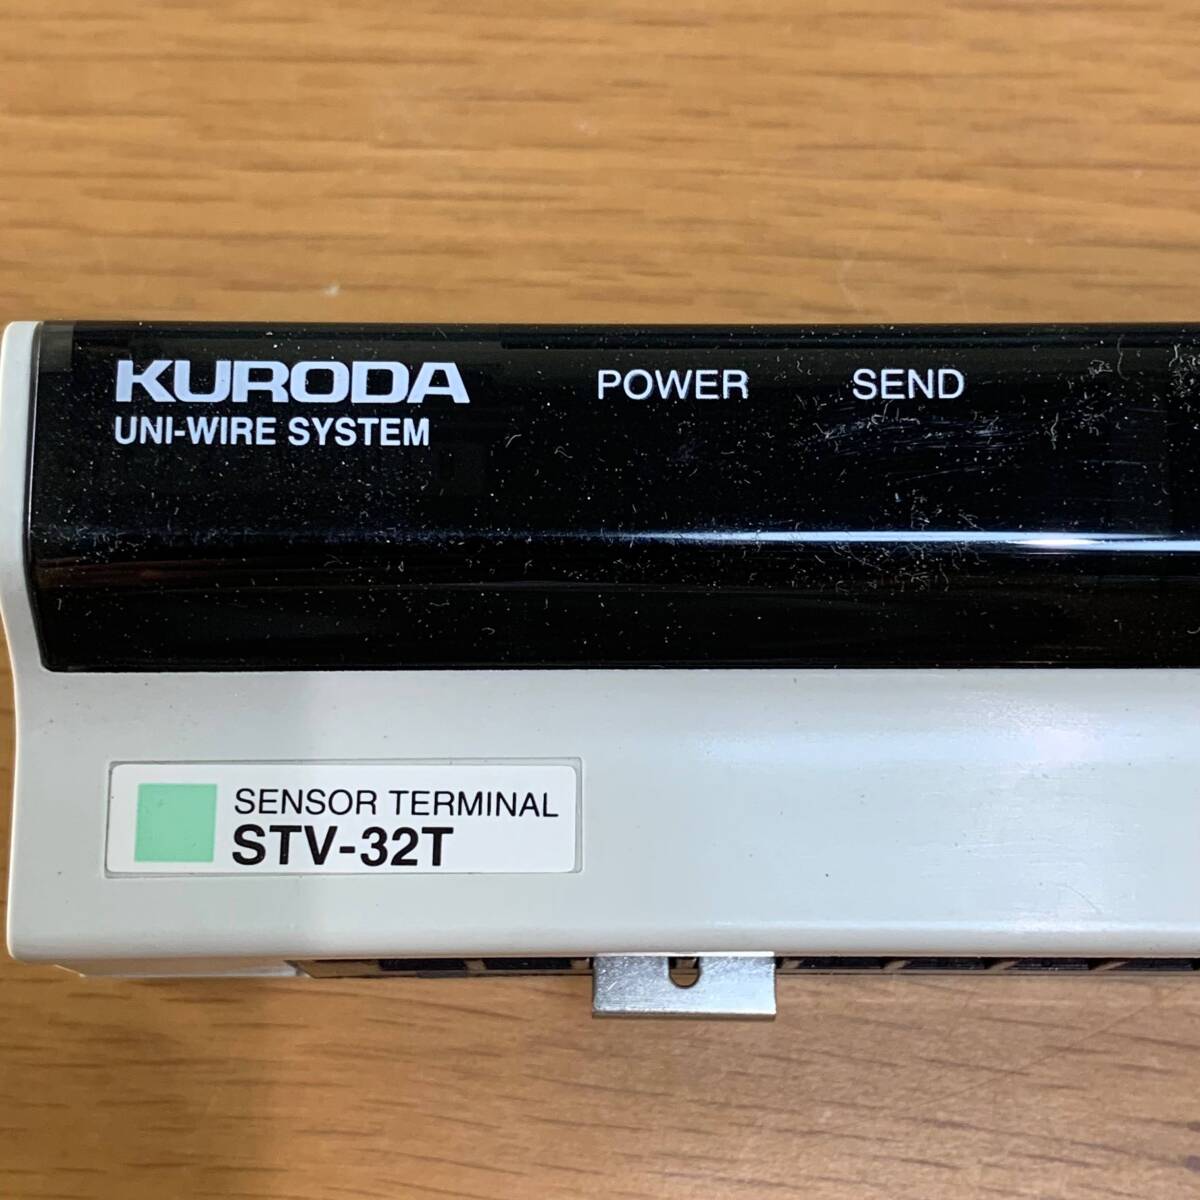 KURODA
UNI-WIRE SYSTEM
POWER
SEND
SENSOR TERMINAL
STV-32T